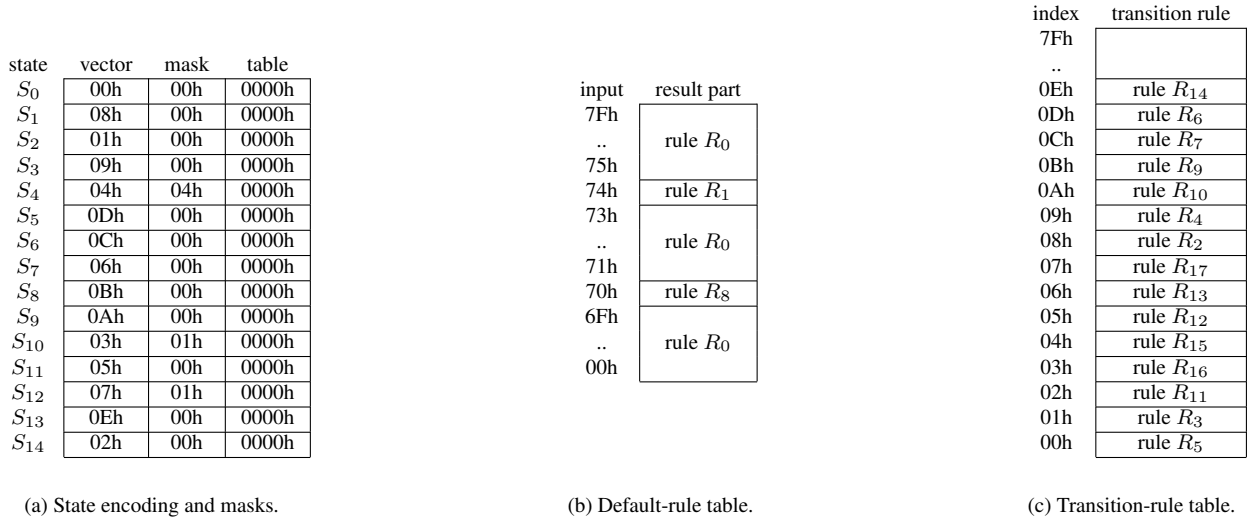 state vector mask table
S0 00h 00h 0000h
S1 08h 00h 0000h
S2 01h 00h 0000h
S3 09h 00h 0000h
S4 04h 04h 0000h
S5 0Dh 00h 0000h
S6 0Ch 00h 0000h
S7 06h 00h 0000h
S8 0Bh 00h 0000h
S9 0Ah 00h 0000h
S10 03h 01h 0000h
S11 05h 00h 0000h
S12 07h 01h 0000h
S13 0Eh 00h 0000h
S14 02h 00h 0000h
(a) State encoding and masks.
input result part
7Fh
.. rule R0
75h
74h rule R1
73h
.. rule R0
71h
70h rule R8
6Fh
.. rule R0
00h
(b) Default-rule table.
index transition rule
7Fh
..
0Eh rule R14
0Dh rule R6
0Ch rule R7
0Bh rule R9
0Ah rule R10
09h rule R4
08h rule R2
07h rule R17
06h rule R13
05h rule R12
04h rule R15
03h rule R16
02h rule R11
01h rule R3
00h rule R5
(c) Transition-rule table.